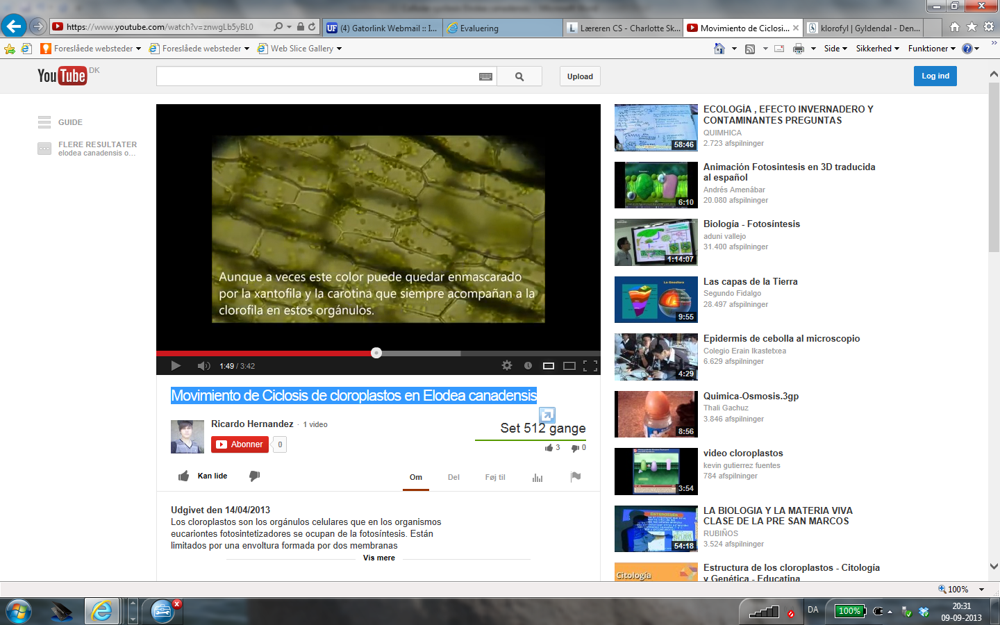 https://www.youtube.com/watch?v=znwgLb5yBL0
(4) Gatorlink Webmail :: I...
Evaluering
Læreren CS - Charlotte Sk...
Movimiento de Ciclosi...
klorofyl | Gyldendal - Den...
Foreslåede websteder
Foreslåede websteder
Web Slice Gallery
Side
Sikkerhed
Funktioner
YouTube DK
Upload
Log ind
GUIDE
FLERE RESULTATER
elodea canadensis o...
Aunque a veces este color puede quedar enmascarado
por la xantofila y la carotina que siempre acompañan a la
clorofila en estos orgánulos.
1:49 / 3:42
Movimiento de Ciclosis de cloroplastos en Elodea canadensis
Ricardo Hernandez · 1 video
Abonner 0
Set 512 gange
3 0
Kan lide
Om
Del
Føj til
Udgivet den 14/04/2013
Los cloroplastos son los orgánulos celulares que en los organismos
eucariontes fotosintetizadores se ocupan de la fotosíntesis. Están
limitados por una envoltura formada por dos membranas
Vis mere
58:46
ECOLOGÍA , EFECTO INVERNADERO Y
CONTAMINANTES PREGUNTAS
QUIMHICA
2.723 afspilninger
6:10
Animación Fotosintesis en 3D traducida
al español
Andrés Amenábar
20.080 afspilninger
1:14:07
Biología - Fotosíntesis
aduni vallejo
31.400 afspilninger
La Geosfera
9:55
Las capas de la Tierra
Segundo Fidalgo
28.497 afspilninger
4:29
Epidermis de cebolla al microscopio
Colegio Erain Ikastetxea
6.629 afspilninger
8:56
Quimica-Osmosis.3gp
Thali Gachuz
3.846 afspilninger
3:54
video cloroplastos
kevin gutierrez fuentes
784 afspilninger
54:18
LA BIOLOGIA Y LA MATERIA VIVA
CLASE DE LA PRE SAN MARCOS
RUBIÑOS
3.524 afspilninger
Citología
Estructura de los cloroplastos - Citología
y Genética - Educatina
100%
DA
100%
20:31
09-09-2013